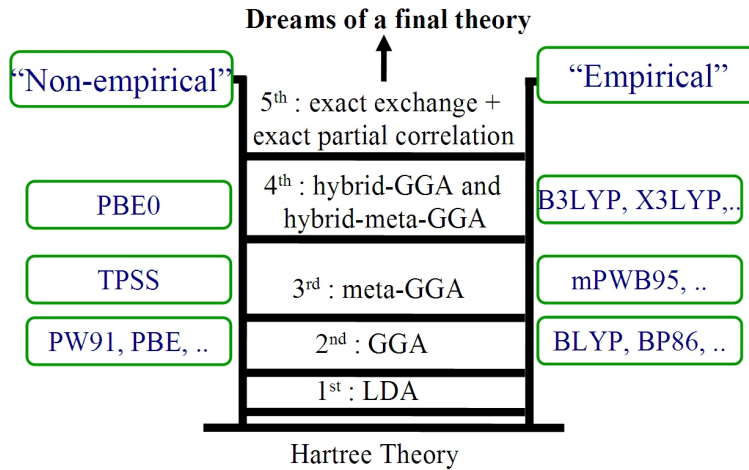 Dreams of a final theory
“Non-empirical”
“Empirical”
5th : exact exchange +
exact partial correlation
PBE0
4th : hybrid-GGA and
hybrid-meta-GGA
B3LYP, X3LYP,..
TPSS
3rd : meta-GGA
mPWB95, ..
PW91, PBE, ..
2nd : GGA
BLYP, BP86, ..
1st : LDA
Hartree Theory